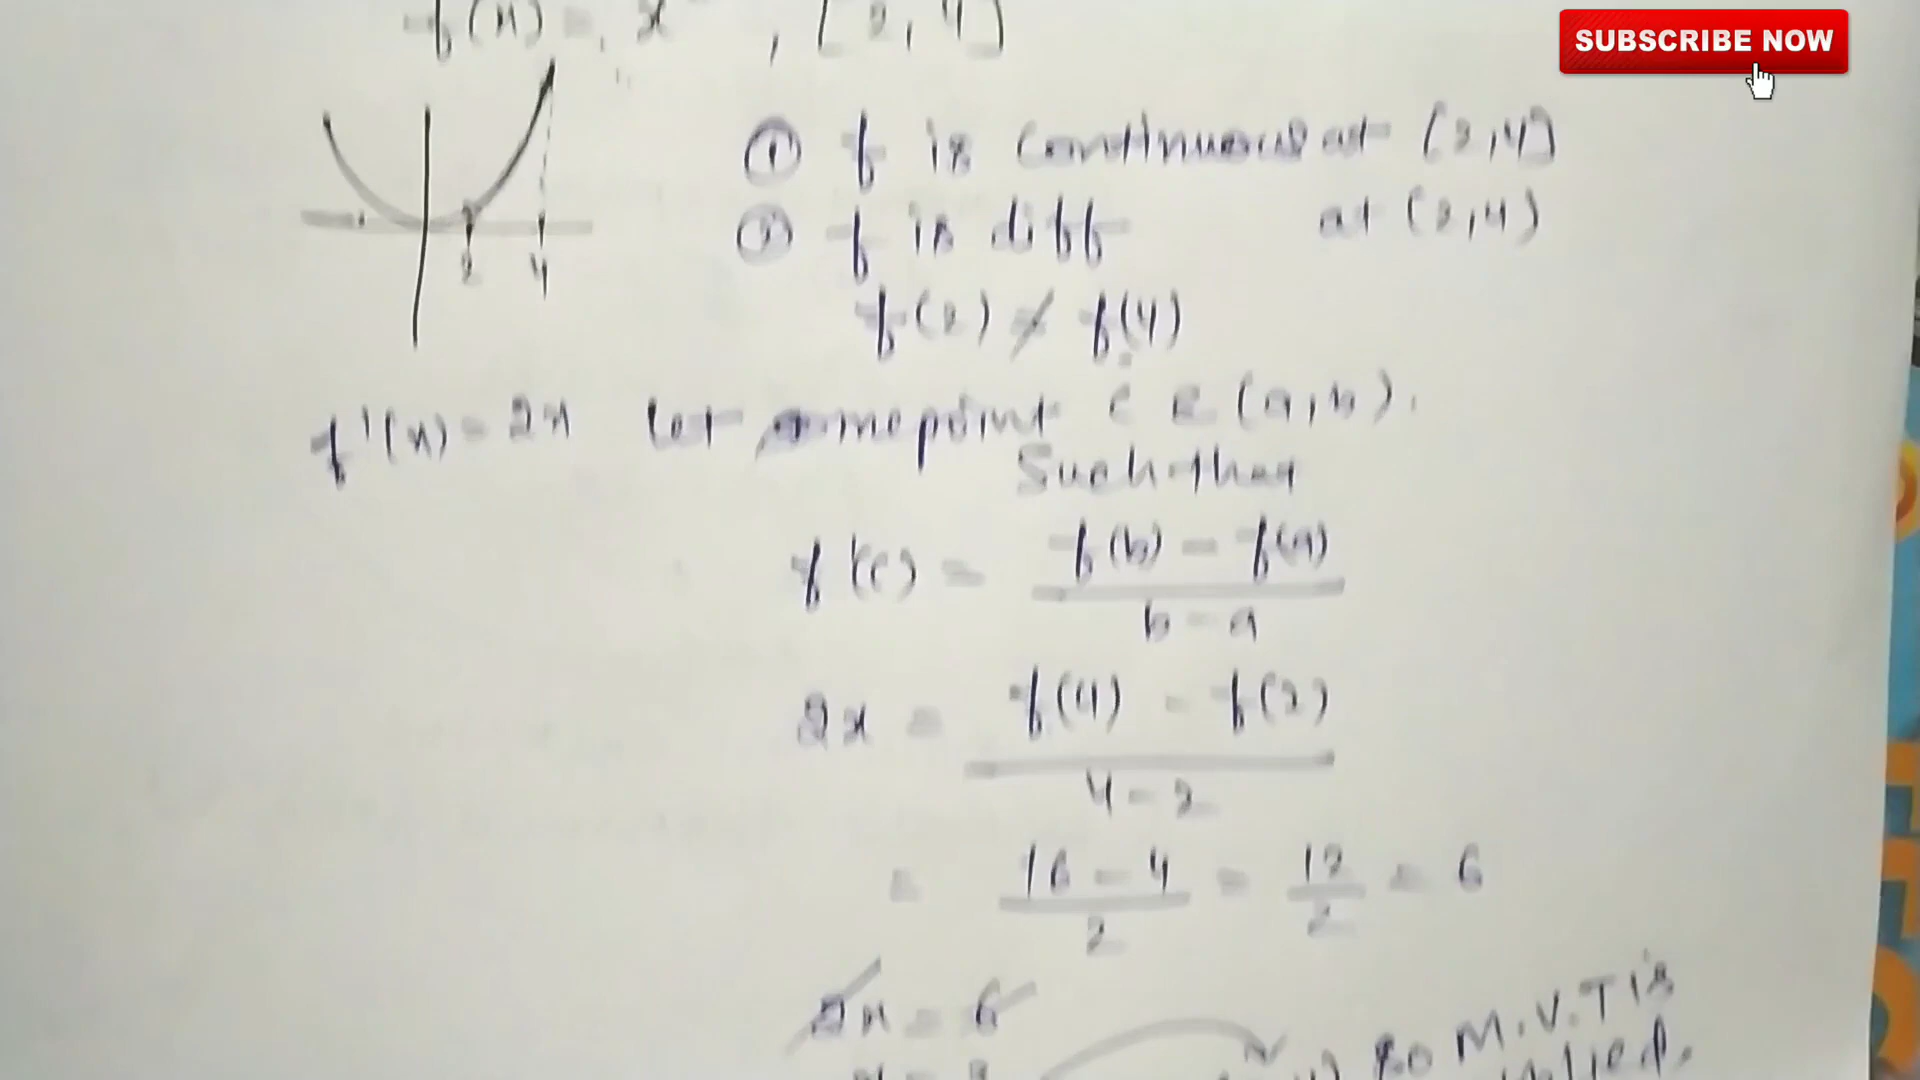 SUBSCRIBE NOW
f(x) = x , [2, 4]
① f is continuous at [2,4]
② f is diff at (2,4)
2 4
f(2) ≠ f(4)
f'(x) = 2x Let point c ∈ (a,b).
Such that
f'(c) = f(b) - f(a)
b - a
2x = f(4) - f(2)
4 - 2
= 16 - 4 = 12 = 6
2 2
2x = 6
so M.V.T is